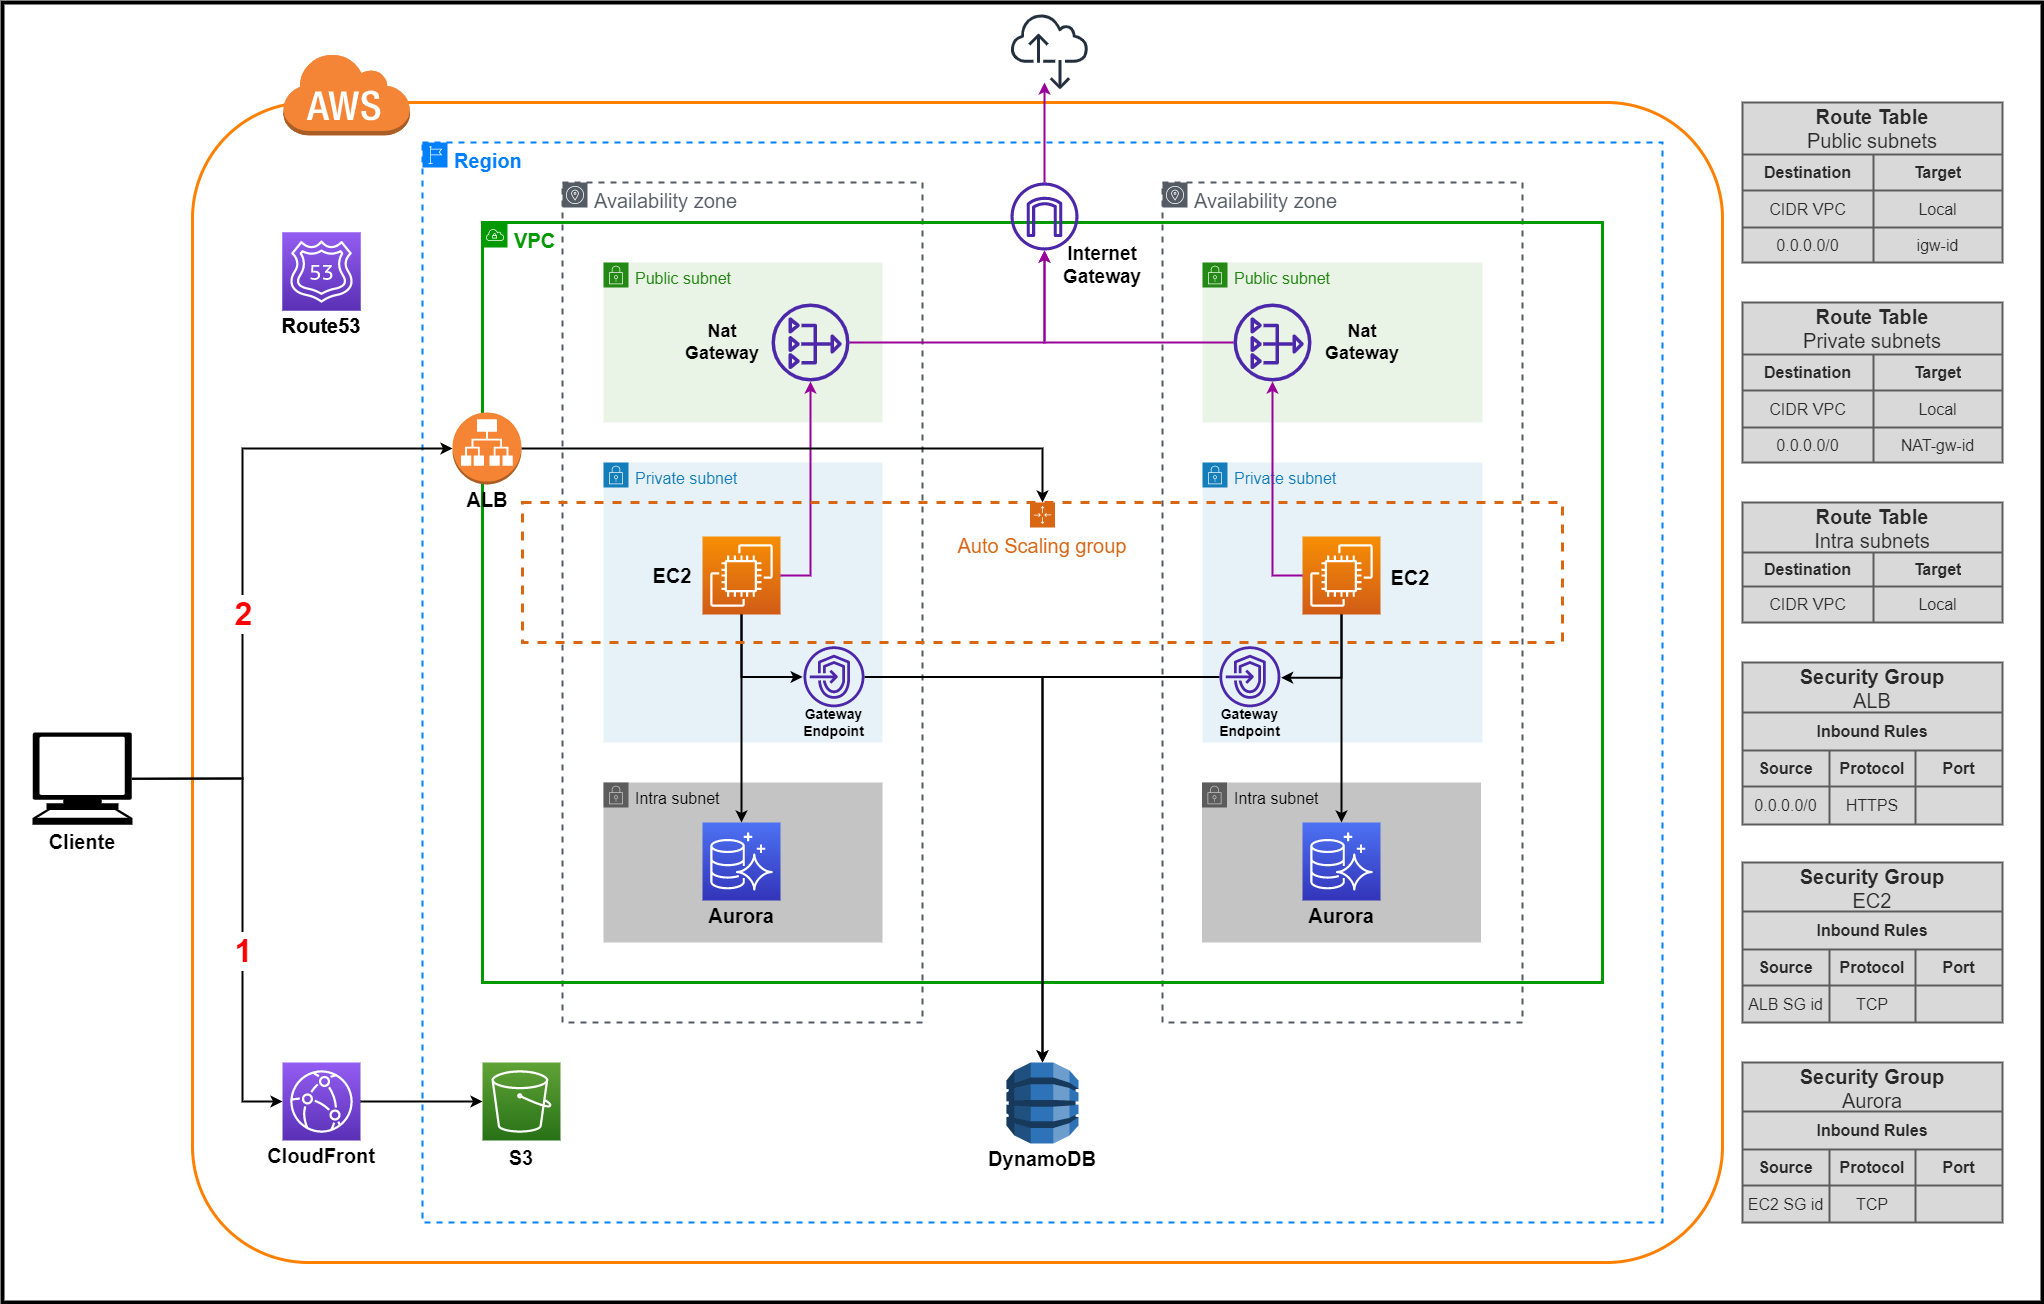 AWS
Region
Availability zone
Availability zone
VPC
Internet
Gateway
Public subnet
Public subnet
53
Route53
Nat
Gateway
Nat
Gateway
ALB
Private subnet
Private subnet
Auto Scaling group
EC2
EC2
2
Gateway
Endpoint
Gateway
Endpoint
Cliente
Intra subnet
Intra subnet
Aurora
Aurora
1
CloudFront
S3
DynamoDB
Route Table
Public subnets
Destination Target
CIDR VPC Local
0.0.0.0/0 igw-id
Route Table
Private subnets
Destination Target
CIDR VPC Local
0.0.0.0/0 NAT-gw-id
Route Table
Intra subnets
Destination Target
CIDR VPC Local
Security Group
ALB
Inbound Rules
Source Protocol Port
0.0.0.0/0 HTTPS
Security Group
EC2
Inbound Rules
Source Protocol Port
ALB SG id TCP
Security Group
Aurora
Inbound Rules
Source Protocol Port
EC2 SG id TCP